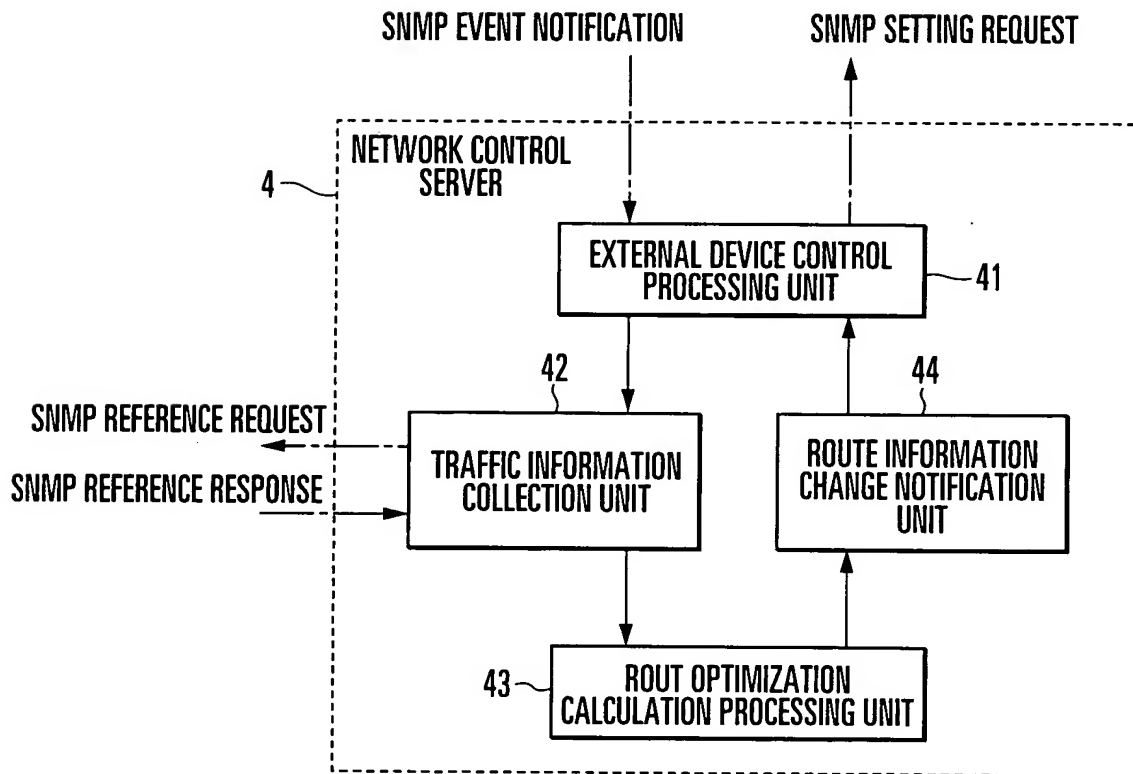 SNMP EVENT NOTIFICATION
SNMP SETTING REQUEST
NETWORK CONTROL
SERVER
4
EXTERNAL DEVICE CONTROL
PROCESSING UNIT
41
42
44
SNMP REFERENCE REQUEST
SNMP REFERENCE RESPONSE
TRAFFIC INFORMATION
COLLECTION UNIT
ROUTE INFORMATION
CHANGE NOTIFICATION
UNIT
43
ROUT OPTIMIZATION
CALCULATION PROCESSING UNIT